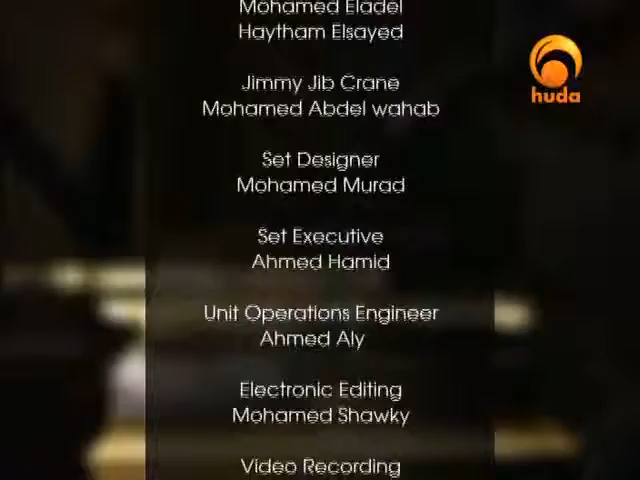 Mohamed Eladel
Haytham Elsayed
Jimmy Jib Crane
Mohamed Abdel wahab
Set Designer
Mohamed Murad
Set Executive
Ahmed Hamid
Unit Operations Engineer
Ahmed Aly
Electronic Editing
Mohamed Shawky
Video Recording
huda